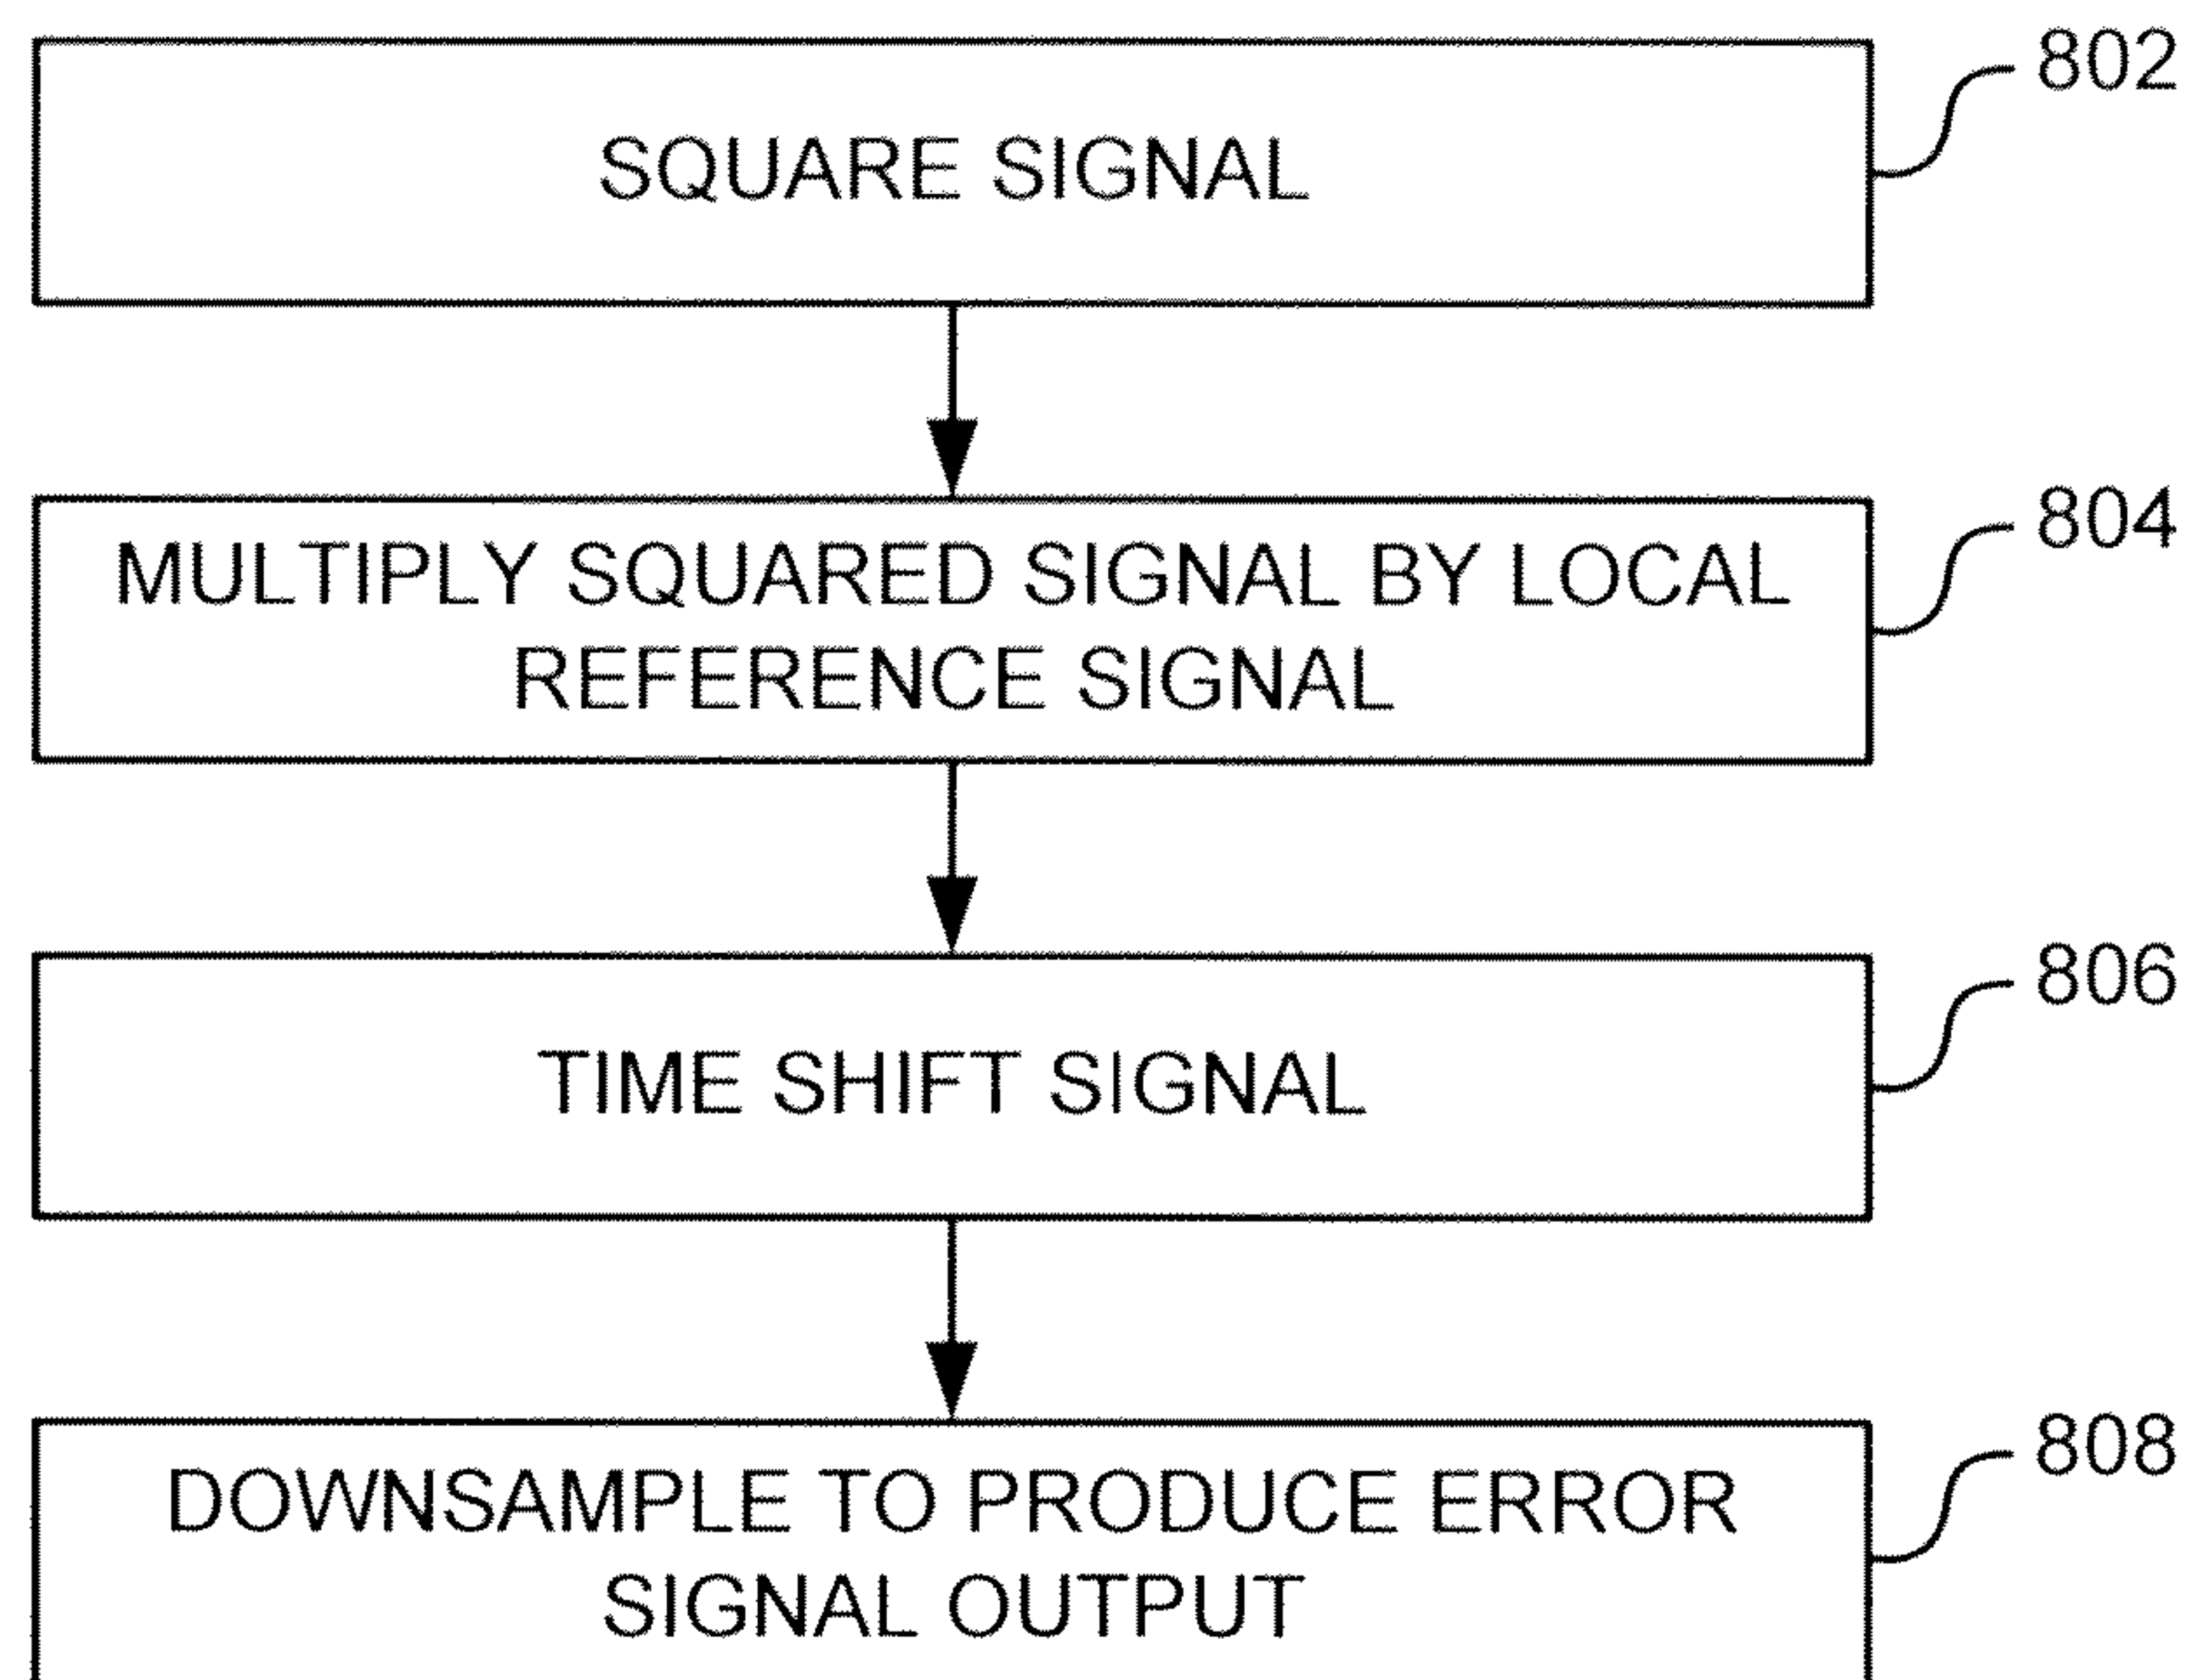 802
SQUARE SIGNAL
804
MULTIPLY SQUARED SIGNAL BY LOCAL
REFERENCE SIGNAL
806
TIME SHIFT SIGNAL
808
DOWNSAMPLE TO PRODUCE ERROR
SIGNAL OUTPUT